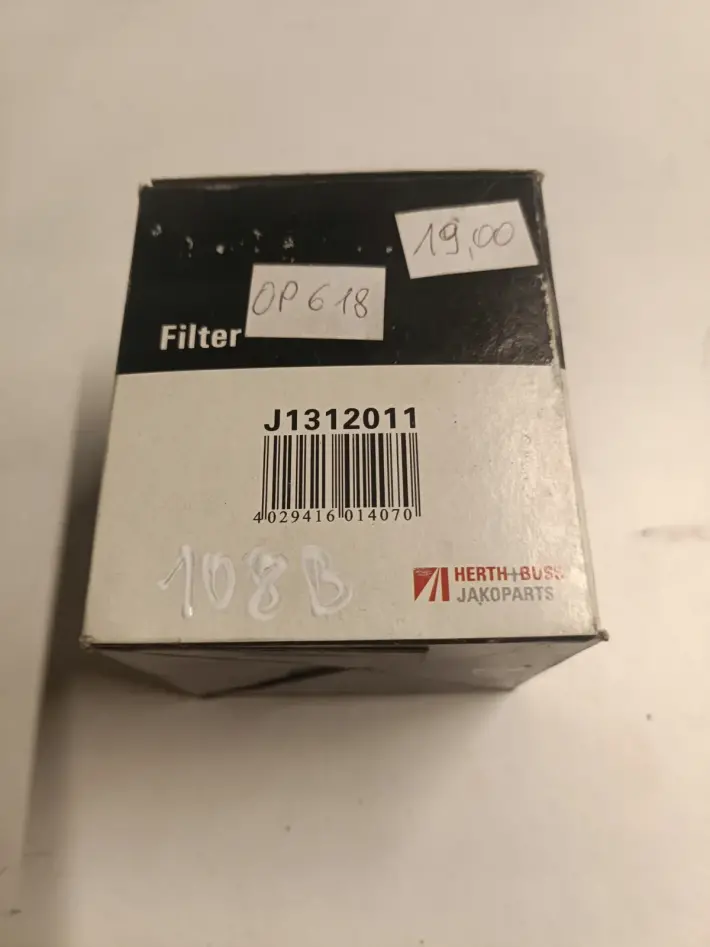 19,00
OP 618
Filter
J1312011
4 029416 014070
108B
HERTH+BUSS
JAKOPARTS